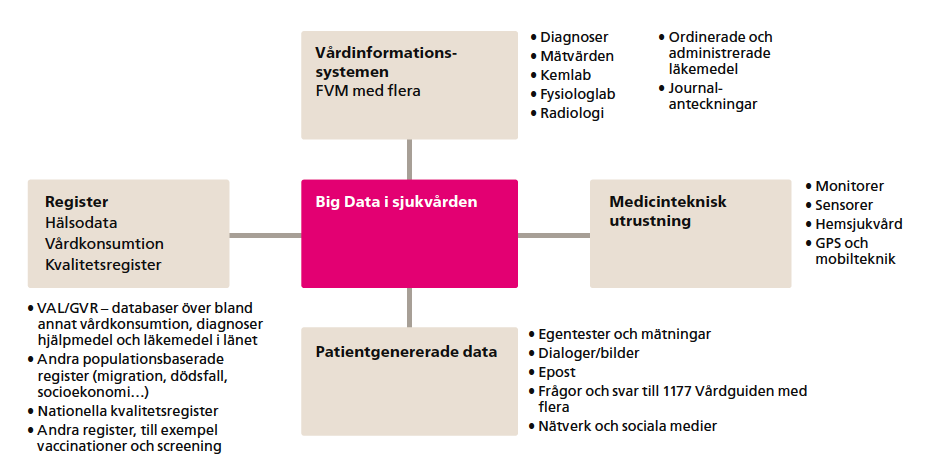 Vårdinformations-
systemen
FVM med flera
• Diagnoser
• Mätvärden
• Kemlab
• Fysiologlab
• Radiologi
• Ordinerade och
administrerade
läkemedel
• Journal-
anteckningar
Register
Hälsodata
Vårdkonsumtion
Kvalitetsregister
Big Data i sjukvården
Medicinteknisk
utrustning
• Monitorer
• Sensorer
• Hemsjukvård
• GPS och
mobilteknik
• VAL/GVR – databaser över bland
annat vårdkonsumtion, diagnoser
hjälpmedel och läkemedel i länet
• Andra populationsbaserade
register (migration, dödsfall,
socioekonomi…)
• Nationella kvalitetsregister
• Andra register, till exempel
vaccinationer och screening
Patientgenererade data
• Egentester och mätningar
• Dialoger/bilder
• Epost
• Frågor och svar till 1177 Vårdguiden med
flera
• Nätverk och sociala medier